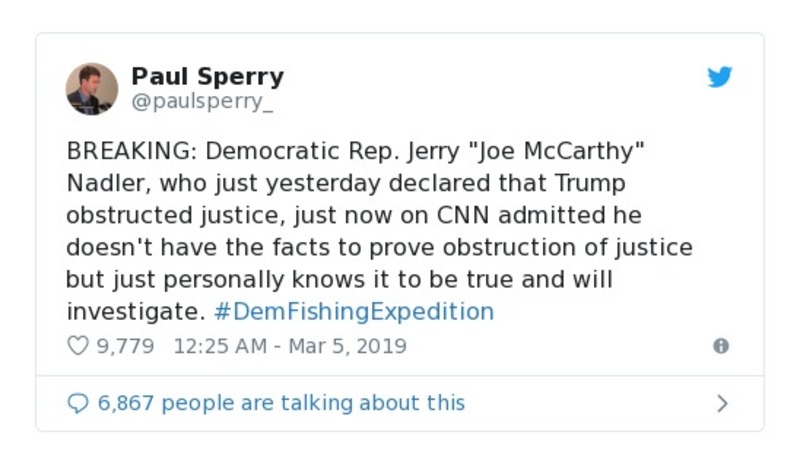 Paul Sperry
@paulsperry_
BREAKING: Democratic Rep. Jerry "Joe McCarthy"
Nadler, who just yesterday declared that Trump
obstructed justice, just now on CNN admitted he
doesn't have the facts to prove obstruction of justice
but just personally knows it to be true and will
investigate. #DemFishingExpedition
9,779 12:25 AM - Mar 5, 2019
6,867 people are talking about this